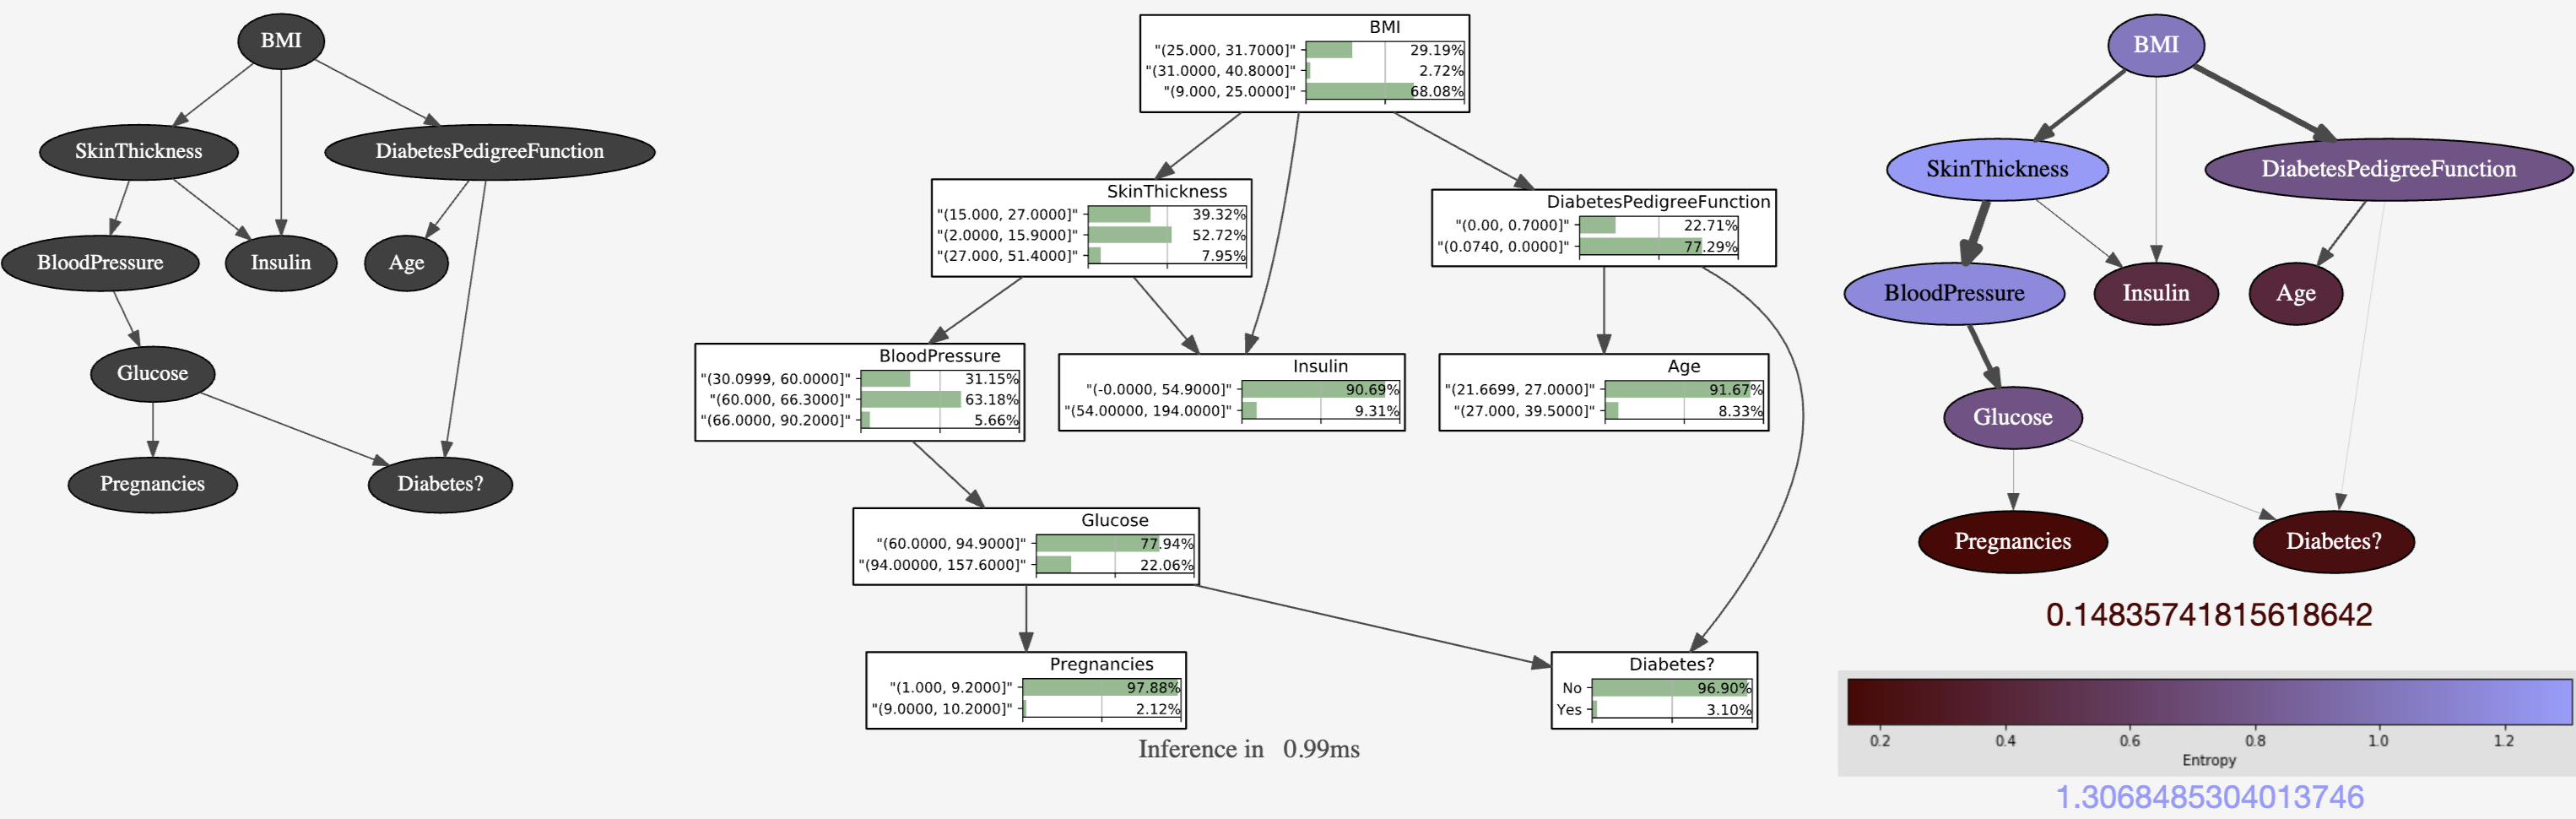 BMI
SkinThickness
DiabetesPedigreeFunction
BloodPressure
Insulin
Age
Glucose
Pregnancies
Diabetes?
BMI
"(25.000, 31.7000]" 29.19%
"(31.0000, 40.8000]" 2.72%
"(9.000, 25.0000]" 68.08%
SkinThickness
"(15.000, 27.0000]" 39.32%
"(2.0000, 15.9000]" 52.72%
"(27.000, 51.4000]" 7.95%
DiabetesPedigreeFunction
"(0.00, 0.7000]" 22.71%
"(0.0740, 0.0000]" 77.29%
BloodPressure
"(30.0999, 60.0000]" 31.15%
"(60.000, 66.3000]" 63.18%
"(66.0000, 90.2000]" 5.66%
Insulin
"(-0.0000, 54.9000]" 90.69%
"(54.00000, 194.0000]" 9.31%
Age
"(21.6699, 27.0000]" 91.67%
"(27.000, 39.5000]" 8.33%
Glucose
"(60.0000, 94.9000]" 77.94%
"(94.00000, 157.6000]" 22.06%
Pregnancies
"(1.000, 9.2000]" 97.88%
"(9.0000, 10.2000]" 2.12%
Diabetes?
No 96.90%
Yes 3.10%
Inference in 0.99ms
BMI
SkinThickness
DiabetesPedigreeFunction
BloodPressure
Insulin
Age
Glucose
Pregnancies
Diabetes?
0.14835741815618642
0.2 0.4 0.6 0.8 1.0 1.2
Entropy
1.3068485304013746